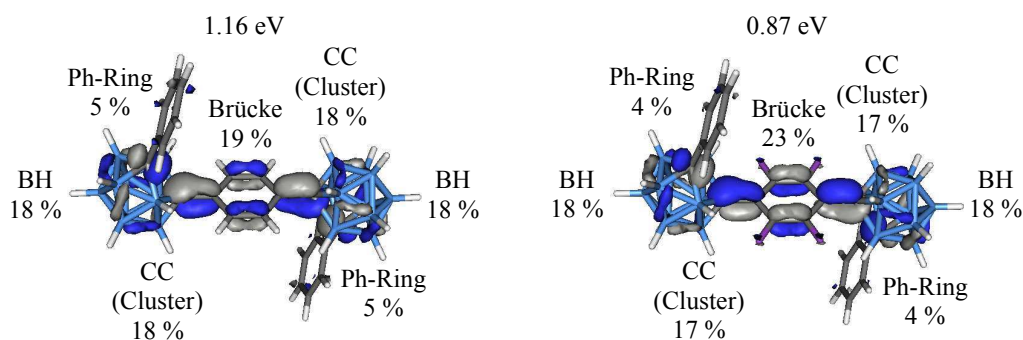 1.16 eV
Ph-Ring
5 %
Brücke
19 %
CC
(Cluster)
18 %
BH
18 %
BH
18 %
CC
(Cluster)
18 %
Ph-Ring
5 %
0.87 eV
Ph-Ring
4 %
Brücke
23 %
CC
(Cluster)
17 %
BH
18 %
BH
18 %
CC
(Cluster)
17 %
Ph-Ring
4 %